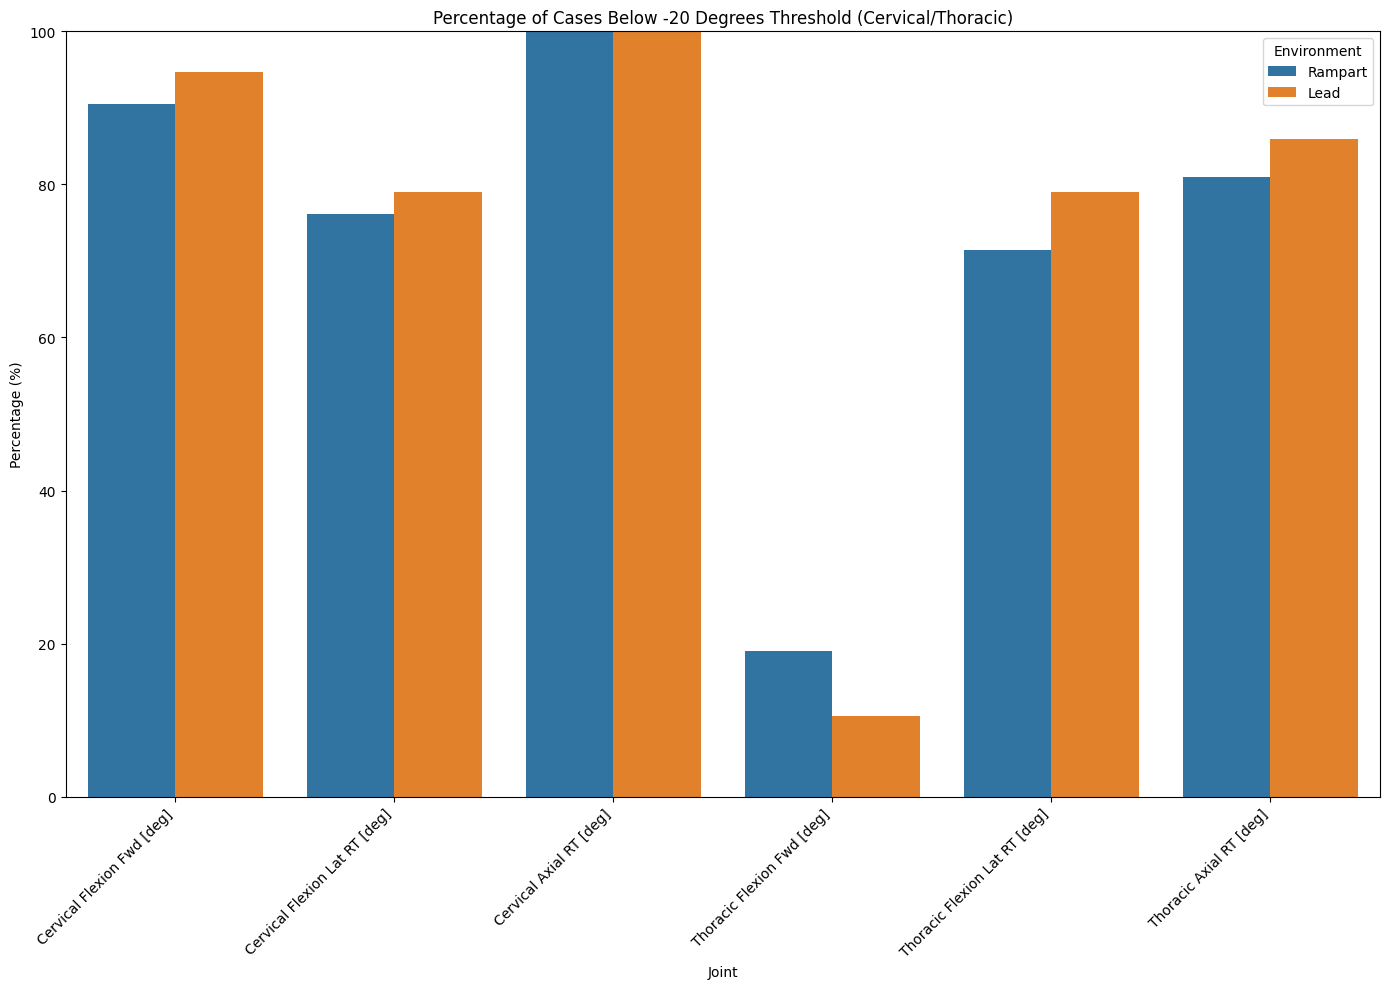 Percentage of Cases Below -20 Degrees Threshold (Cervical/Thoracic)
Environment
Rampart
Lead
100
80
60
40
20
0
Percentage (%)
Cervical Flexion Fwd [deg]
Cervical Flexion Lat RT [deg]
Cervical Axial RT [deg]
Thoracic Flexion Fwd [deg]
Thoracic Flexion Lat RT [deg]
Thoracic Axial RT [deg]
Joint